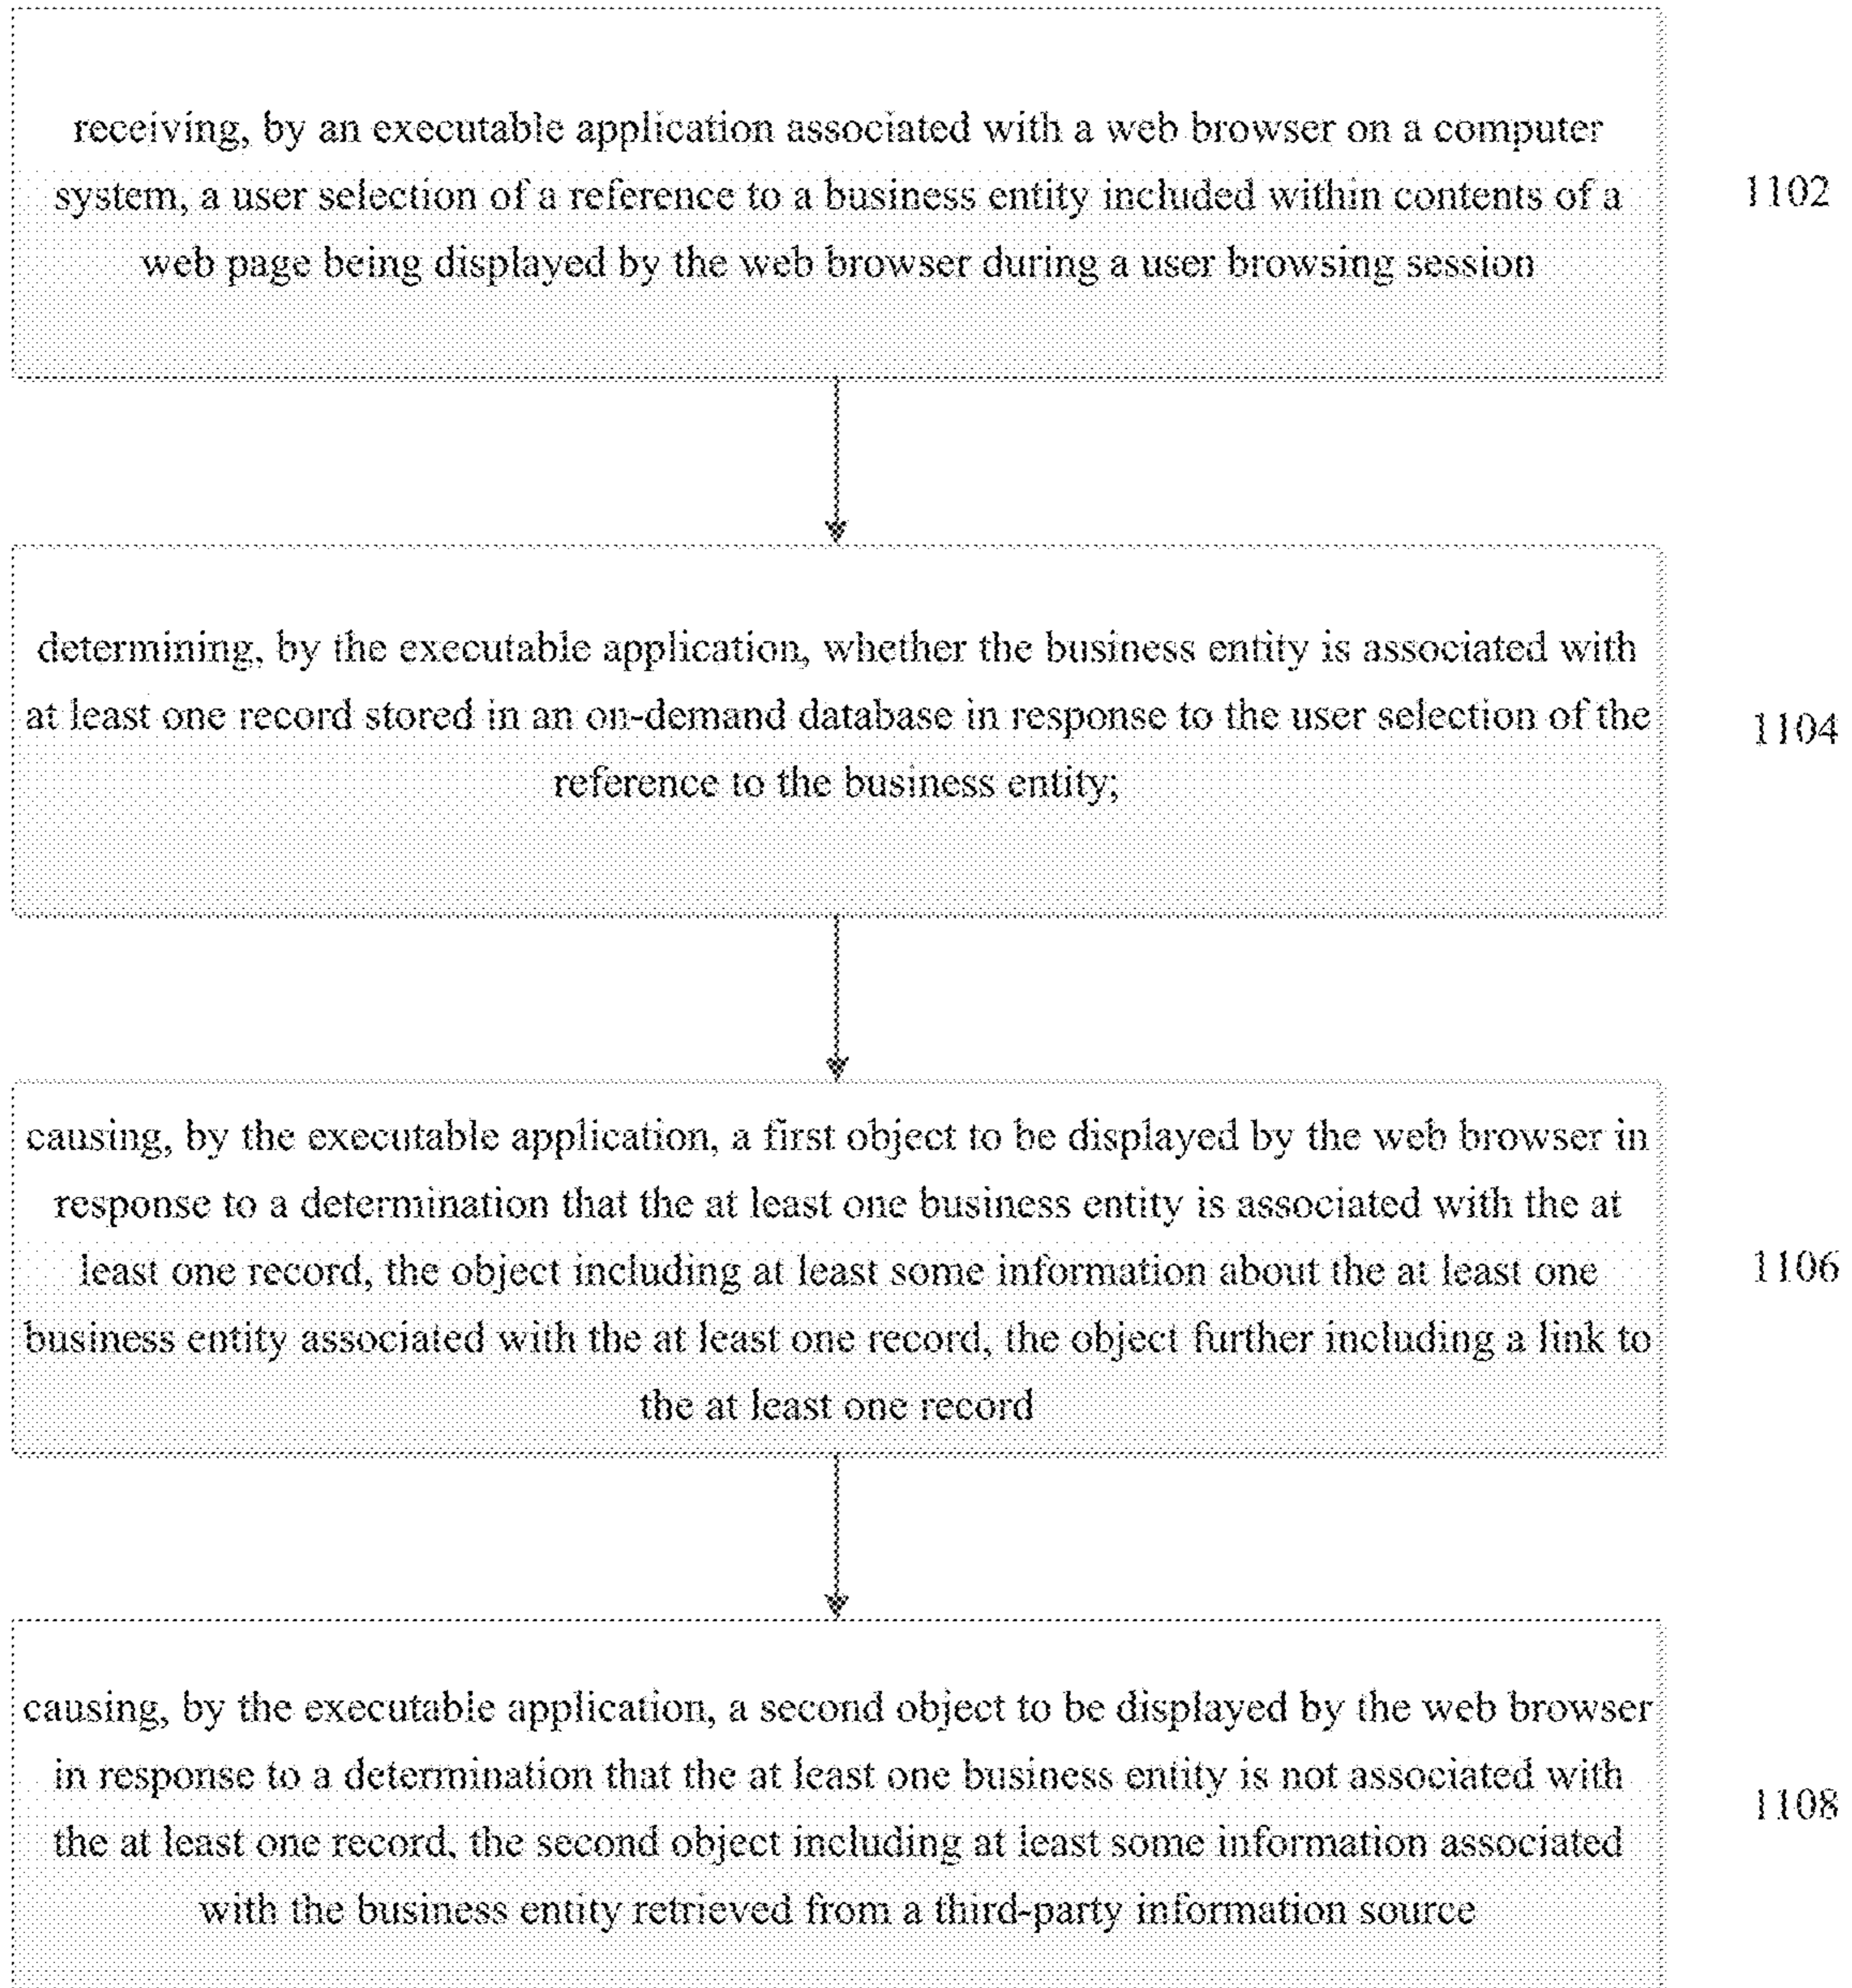 receiving, by an executable application associated with a web browser on a computer
system, a user selection of a reference to a business entity included within contents of a
web page being displayed by the web browser during a user browsing session
1102
determining, by the executable application, whether the business entity is associated with
at least one record stored in an on-demand database in response to the user selection of the
reference to the business entity;
1104
causing, by the executable application, a first object to be displayed by the web browser in
response to a determination that the at least one business entity is associated with the at
least one record, the object including at least some information about the at least one
business entity associated with the at least one record, the object further including a link to
the at least one record
1106
causing, by the executable application, a second object to be displayed by the web browser
in response to a determination that the at least one business entity is not associated with
the at least one record, the second object including at least some information associated
with the business entity retrieved from a third-party information source
1108